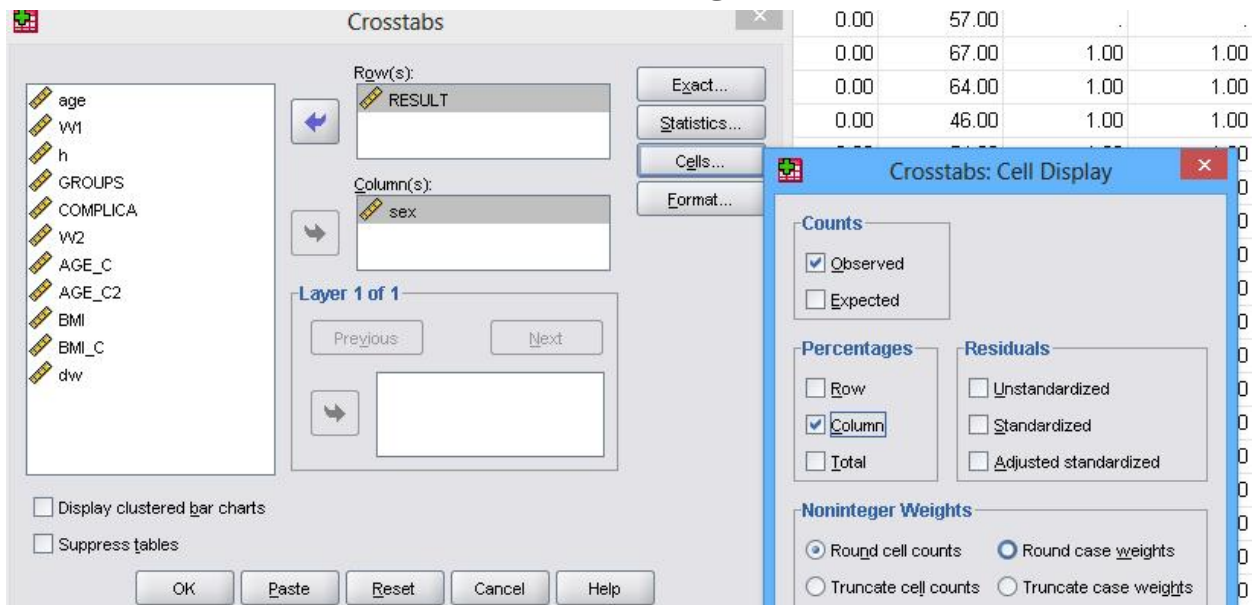 Crosstabs
Row(s):
RESULT
age
W1
h
GROUPS
COMPLICA
W2
AGE_C
AGE_C2
BMI
BMI_C
dw
Column(s):
sex
Layer 1 of 1
Previous
Next
Exact...
Statistics...
Cells...
Format...
Display clustered bar charts
Suppress tables
OK Paste Reset Cancel Help
0.00 57.00 . .
0.00 67.00 1.00 1.00
0.00 64.00 1.00 1.00
0.00 46.00 1.00 1.00
Crosstabs: Cell Display
Counts
Observed
Expected
Percentages
Row
Column
Total
Residuals
Unstandardized
Standardized
Adjusted standardized
Noninteger Weights
Round cell counts Round case weights
Truncate cell counts Truncate case weights